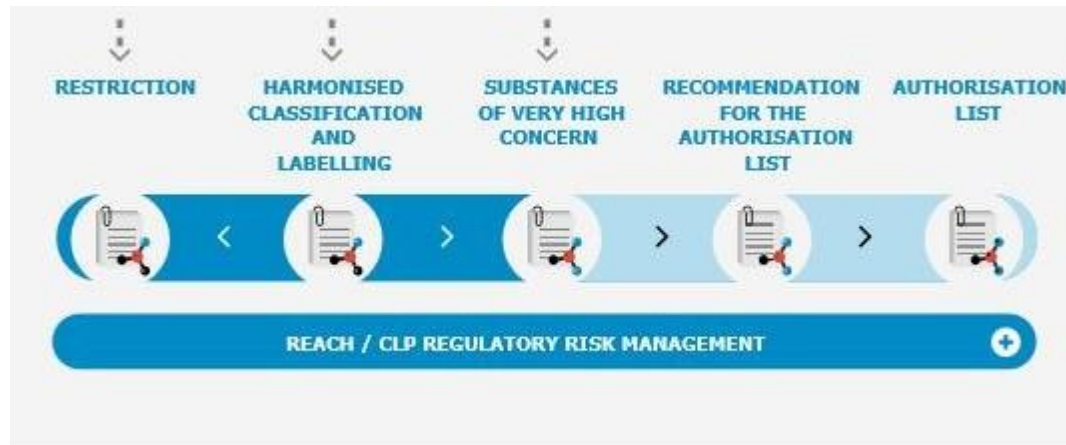 RESTRICTION
HARMONISED
CLASSIFICATION
AND
LABELLING
SUBSTANCES
OF VERY HIGH
CONCERN
RECOMMENDATION
FOR THE
AUTHORISATION
LIST
AUTHORISATION
LIST
REACH / CLP REGULATORY RISK MANAGEMENT